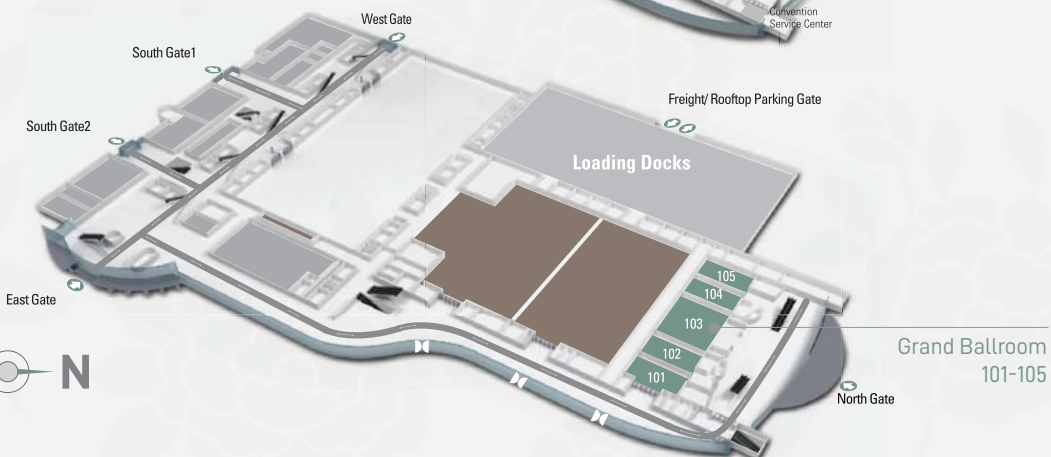 Convention
Service Center
West Gate
South Gate1
South Gate2
Freight/ Rooftop Parking Gate
Loading Docks
105
104
103
102
101
East Gate
N
Grand Ballroom
101-105
North Gate